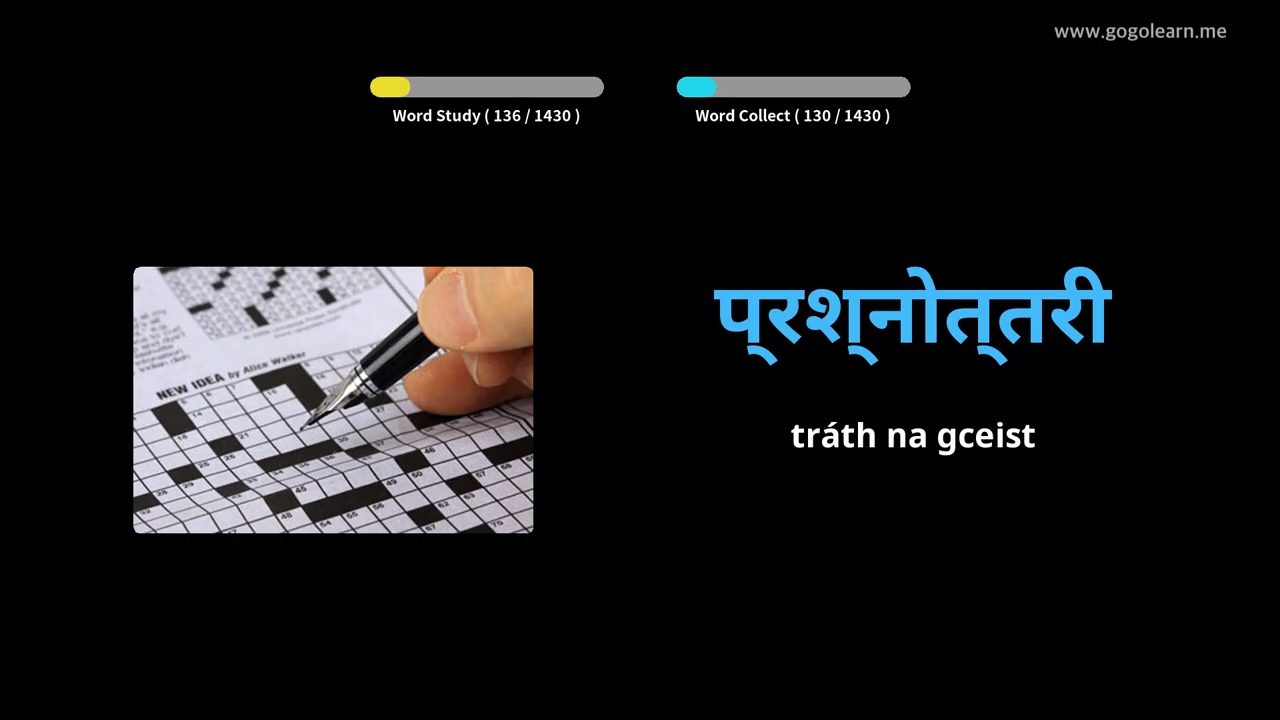 www.gogolearn.me
Word Study ( 136 / 1430 )
Word Collect ( 130 / 1430 )
NEW IDEA by Alice Walker
प्रश्नोत्तरी
tráth na gceist